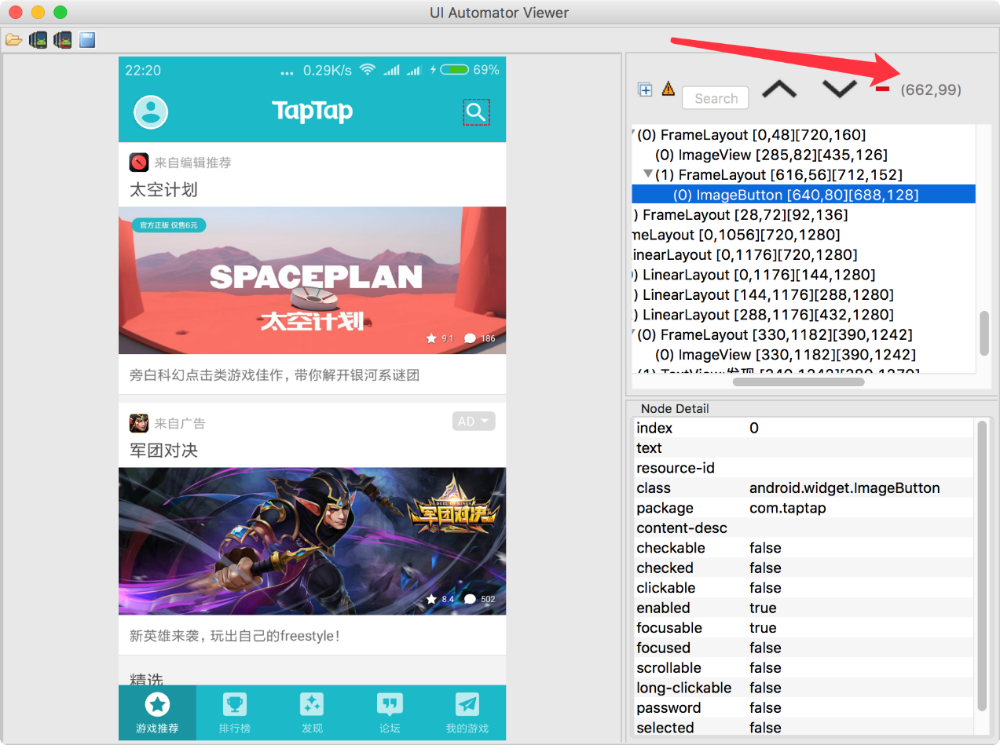 UI Automator Viewer
22:20
... 0.29K/s
69%
TapTap
来自编辑推荐
太空计划
官方正版 仅售6元
SPACEPLAN
太空计划
9.1 186
旁白科幻点击类游戏佳作，带你解开银河系谜团
来自广告
AD
军团对决
DUEL OF KINGS
军团对决
8.4 502
新英雄来袭，玩出自己的freestyle！
精选
游戏推荐
排行榜
发现
论坛
我的游戏
Search
(662,99)
(0) FrameLayout [0,48][720,160]
(0) ImageView [285,82][435,126]
(1) FrameLayout [616,56][712,152]
(0) ImageButton [640,80][688,128]
) FrameLayout [28,72][92,136]
meLayout [0,1056][720,1280]
inearLayout [0,1176][720,1280]
) LinearLayout [0,1176][144,1280]
) LinearLayout [144,1176][288,1280]
) LinearLayout [288,1176][432,1280]
(0) FrameLayout [330,1182][390,1242]
(0) ImageView [330,1182][390,1242]
(1) TextView:发现 [340,1242][380,1270]
Node Detail
index 0
text
resource-id
class android.widget.ImageButton
package com.taptap
content-desc
checkable false
checked false
clickable false
enabled true
focusable true
focused false
scrollable false
long-clickable false
password false
selected false